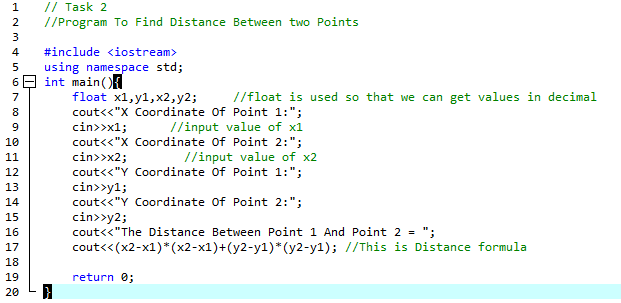 1 // Task 2
2 //Program To Find Distance Between two Points
3
4 #include <iostream>
5 using namespace std;
6 int main(){
7 float x1,y1,x2,y2; //float is used so that we can get values in decimal
8 cout<<"X Coordinate Of Point 1:";
9 cin>>x1; //input value of x1
10 cout<<"X Coordinate Of Point 2:";
11 cin>>x2; //input value of x2
12 cout<<"Y Coordinate Of Point 1:";
13 cin>>y1;
14 cout<<"Y Coordinate Of Point 2:";
15 cin>>y2;
16 cout<<"The Distance Between Point 1 And Point 2 = ";
17 cout<<(x2-x1)*(x2-x1)+(y2-y1)*(y2-y1); //This is Distance formula
18
19 return 0;
20 }